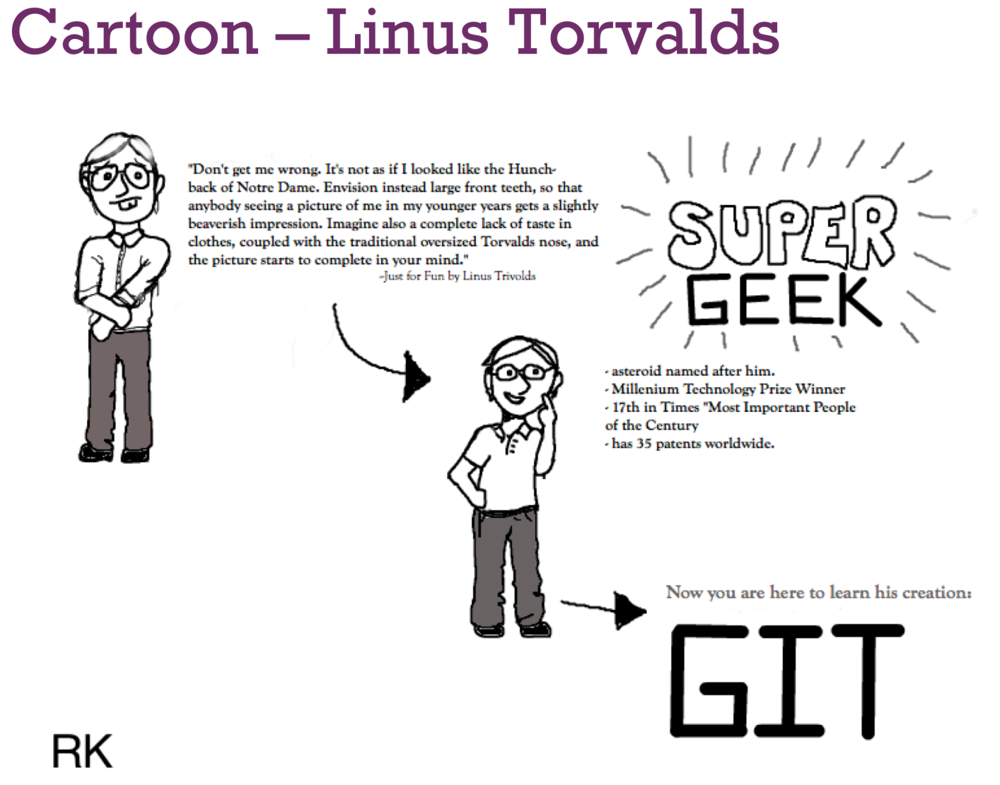 Cartoon – Linus Torvalds
"Don't get me wrong. It's not as if I looked like the Hunch-
back of Notre Dame. Envision instead large front teeth, so that
anybody seeing a picture of me in my younger years gets a slightly
beaverish impression. Imagine also a complete lack of taste in
clothes, coupled with the traditional oversized Torvalds nose, and
the picture starts to complete in your mind."
-Just for Fun by Linus Trivolds
SUPER
GEEK
- asteroid named after him.
- Millenium Technology Prize Winner
- 17th in Times "Most Important People
of the Century
- has 35 patents worldwide.
Now you are here to learn his creation:
GIT
RK